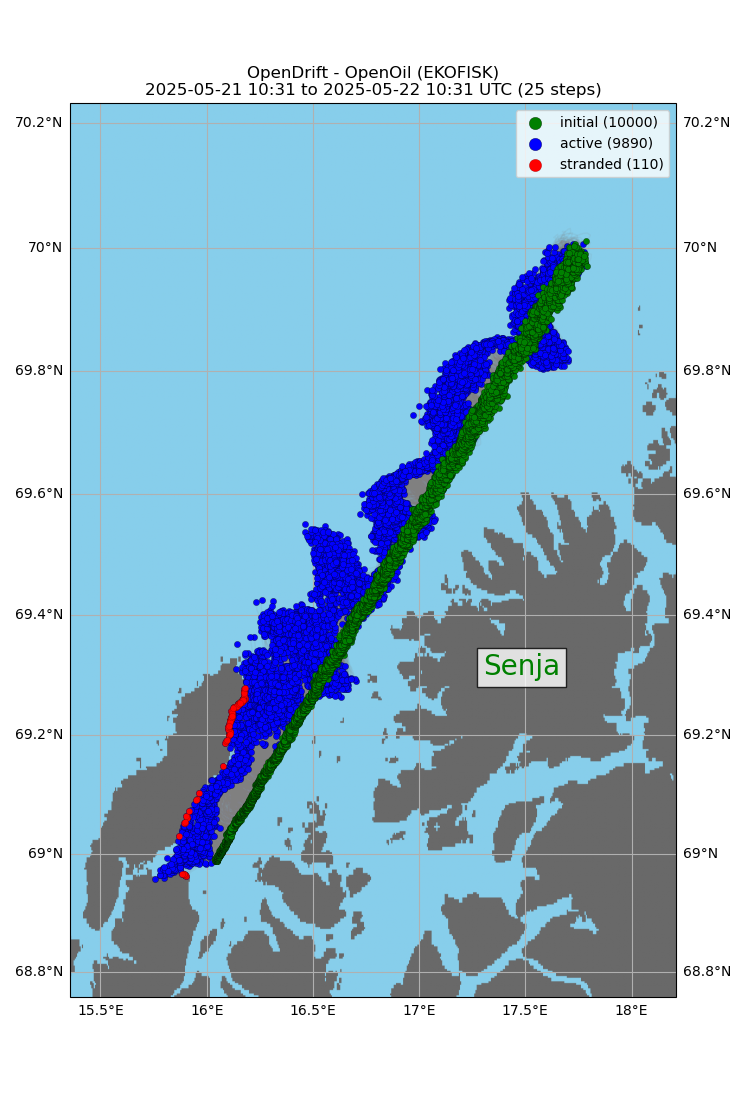 OpenDrift - OpenOil (EKOFISK)
2025-05-21 10:31 to 2025-05-22 10:31 UTC (25 steps)
initial (10000)
active (9890)
stranded (110)
70.2°N
70.2°N
70°N
70°N
69.8°N
69.8°N
69.6°N
69.6°N
69.4°N
69.4°N
Senja
69.2°N
69.2°N
69°N
69°N
68.8°N
68.8°N
15.5°E 16°E 16.5°E 17°E 17.5°E 18°E